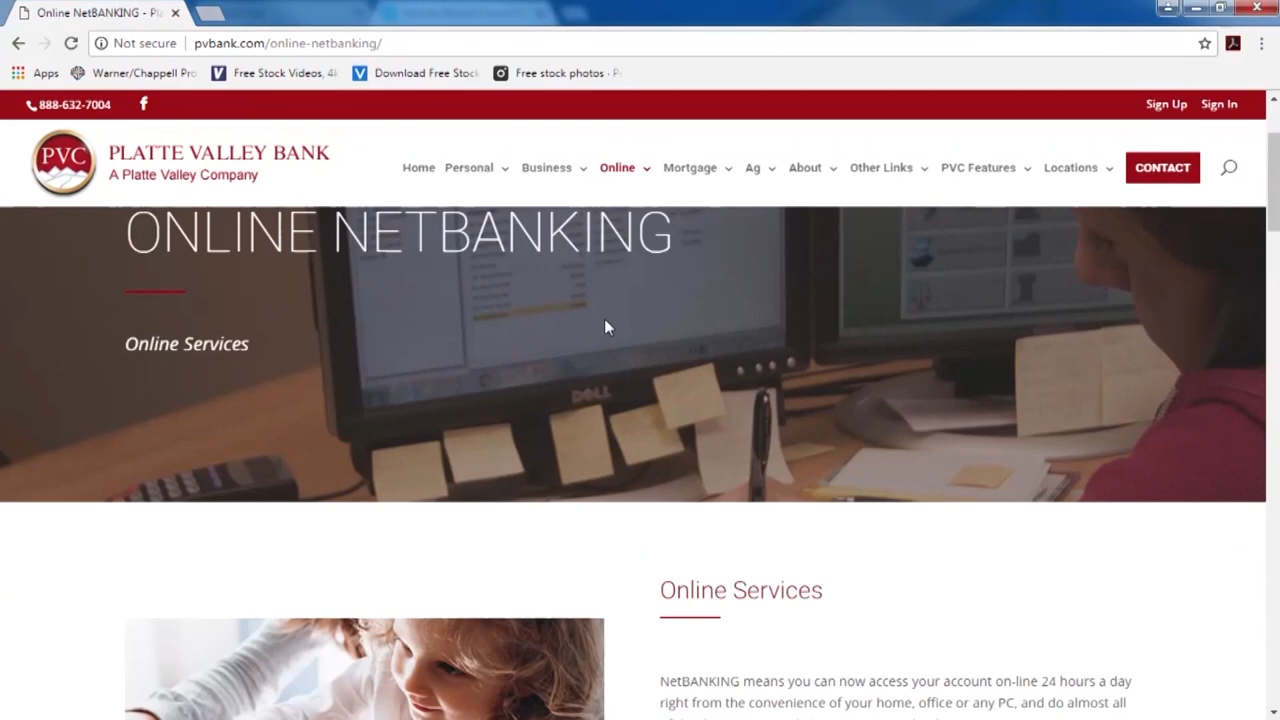 Online NetBANKING - Pl
Not secure
pvbank.com/online-netbanking/
Apps
Warner/Chappell Pro
Free Stock Videos, 4k
Download Free Stock
Free stock photos · P
888-632-7004
f
Sign Up
Sign In
PVC
PLATTE VALLEY BANK
A Platte Valley Company
Home
Personal
Business
Online
Mortgage
Ag
About
Other Links
PVC Features
Locations
CONTACT
ONLINE NETBANKING
Online Services
DELL
Online Services
NetBANKING means you can now access your account on-line 24 hours a day
right from the convenience of your home, office or any PC, and do almost all